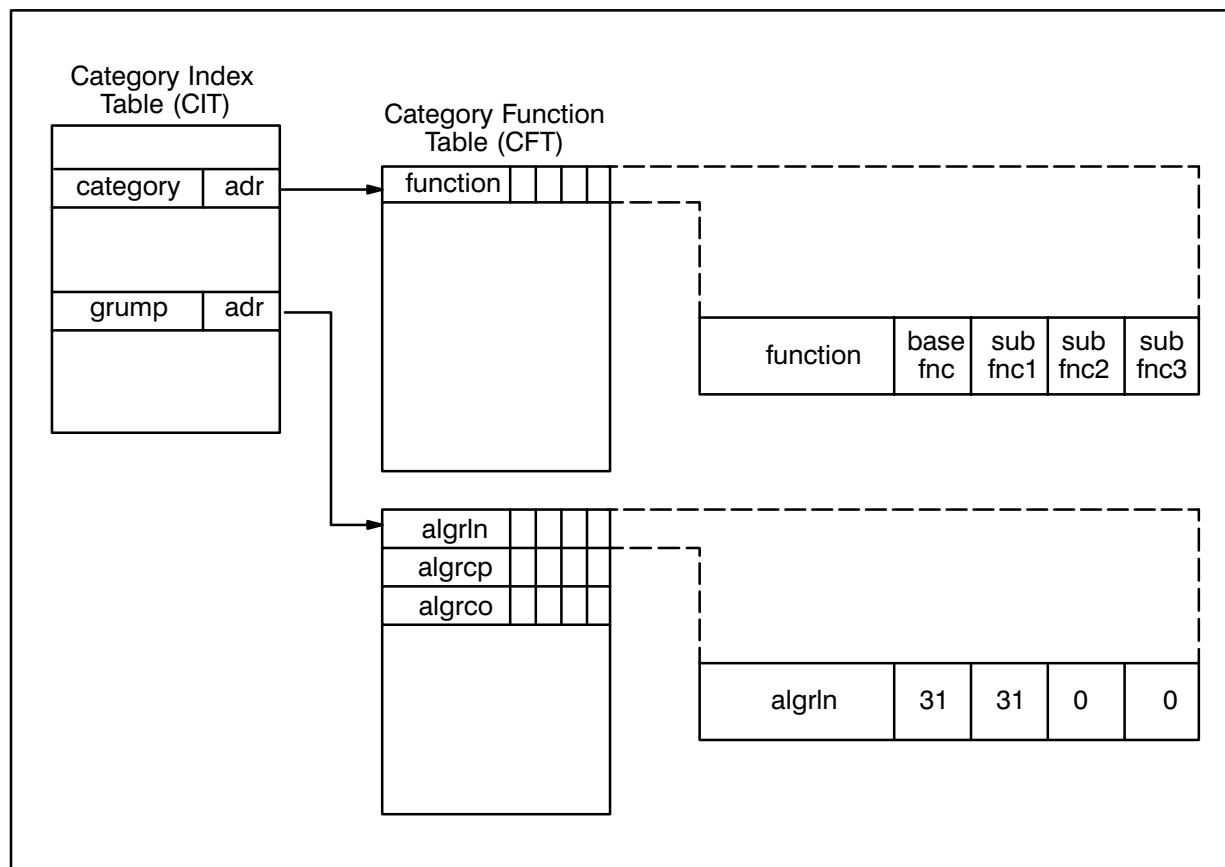 Category Index
Table (CIT)
category adr
grump adr
Category Function
Table (CFT)
function
function base fnc sub fnc1 sub fnc2 sub fnc3
algrln
algrcp
algrco
algrln 31 31 0 0